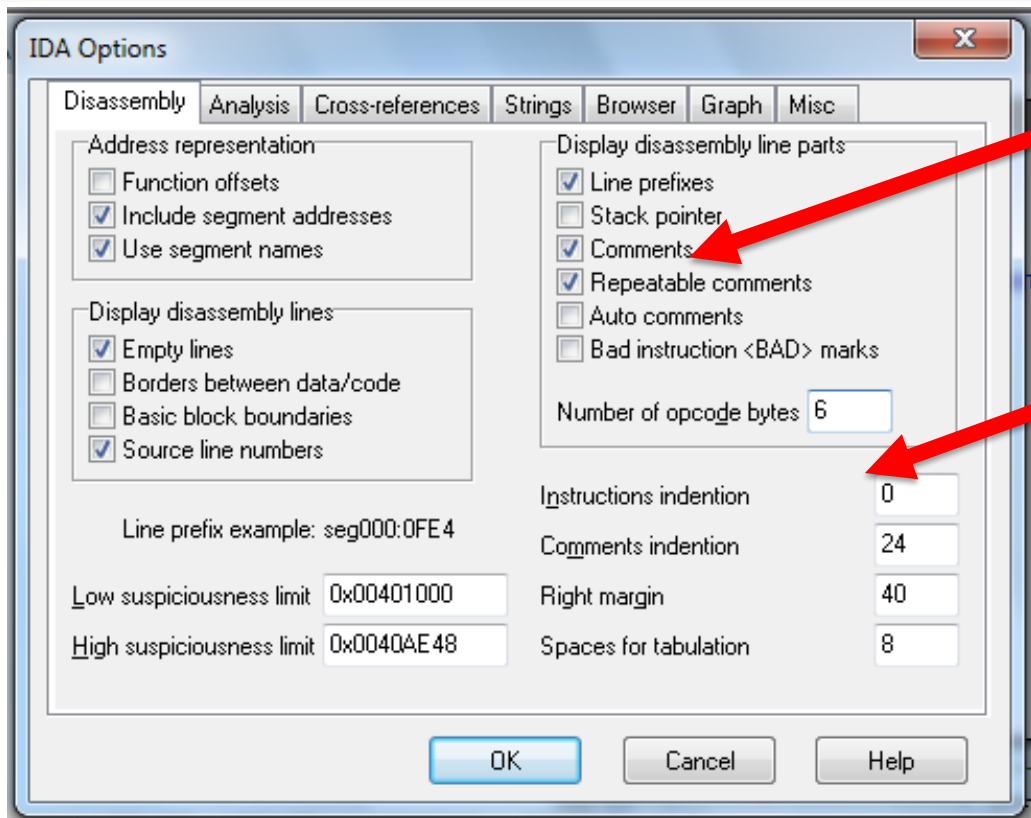 IDA Options
Disassembly Analysis Cross-references Strings Browser Graph Misc
Address representation
Function offsets
Include segment addresses
Use segment names
Display disassembly lines
Empty lines
Borders between data/code
Basic block boundaries
Source line numbers
Line prefix example: seg000:0FE4
Low suspiciousness limit 0x00401000
High suspiciousness limit 0x0040AE48
Display disassembly line parts
Line prefixes
Stack pointer
Comments
Repeatable comments
Auto comments
Bad instruction <BAD> marks
Number of opcode bytes 6
Instructions indention 0
Comments indention 24
Right margin 40
Spaces for tabulation 8
OK Cancel Help